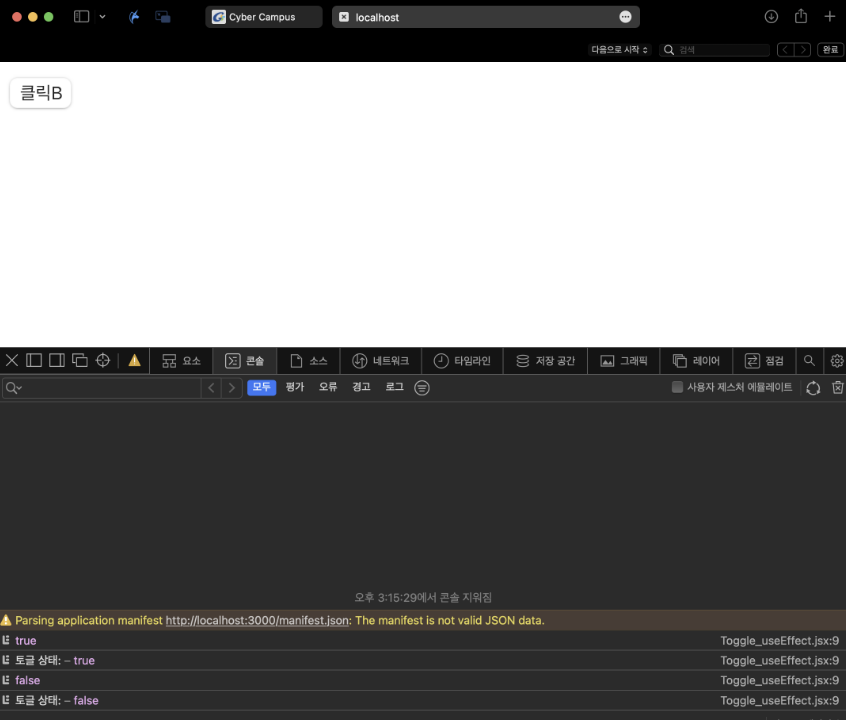 Cyber Campus
localhost
다음으로 시작
검색
완료
클릭B
요소
콘솔
소스
네트워크
타임라인
저장 공간
그래픽
레이어
점검
모두
평가
오류
경고
로그
사용자 제스처 에뮬레이트
오후 3:15:29에서 콘솔 지워짐
Parsing application manifest http://localhost:3000/manifest.json: The manifest is not valid JSON data.
true Toggle_useEffect.jsx:9
토글 상태: – true Toggle_useEffect.jsx:9
false Toggle_useEffect.jsx:9
토글 상태: – false Toggle_useEffect.jsx:9